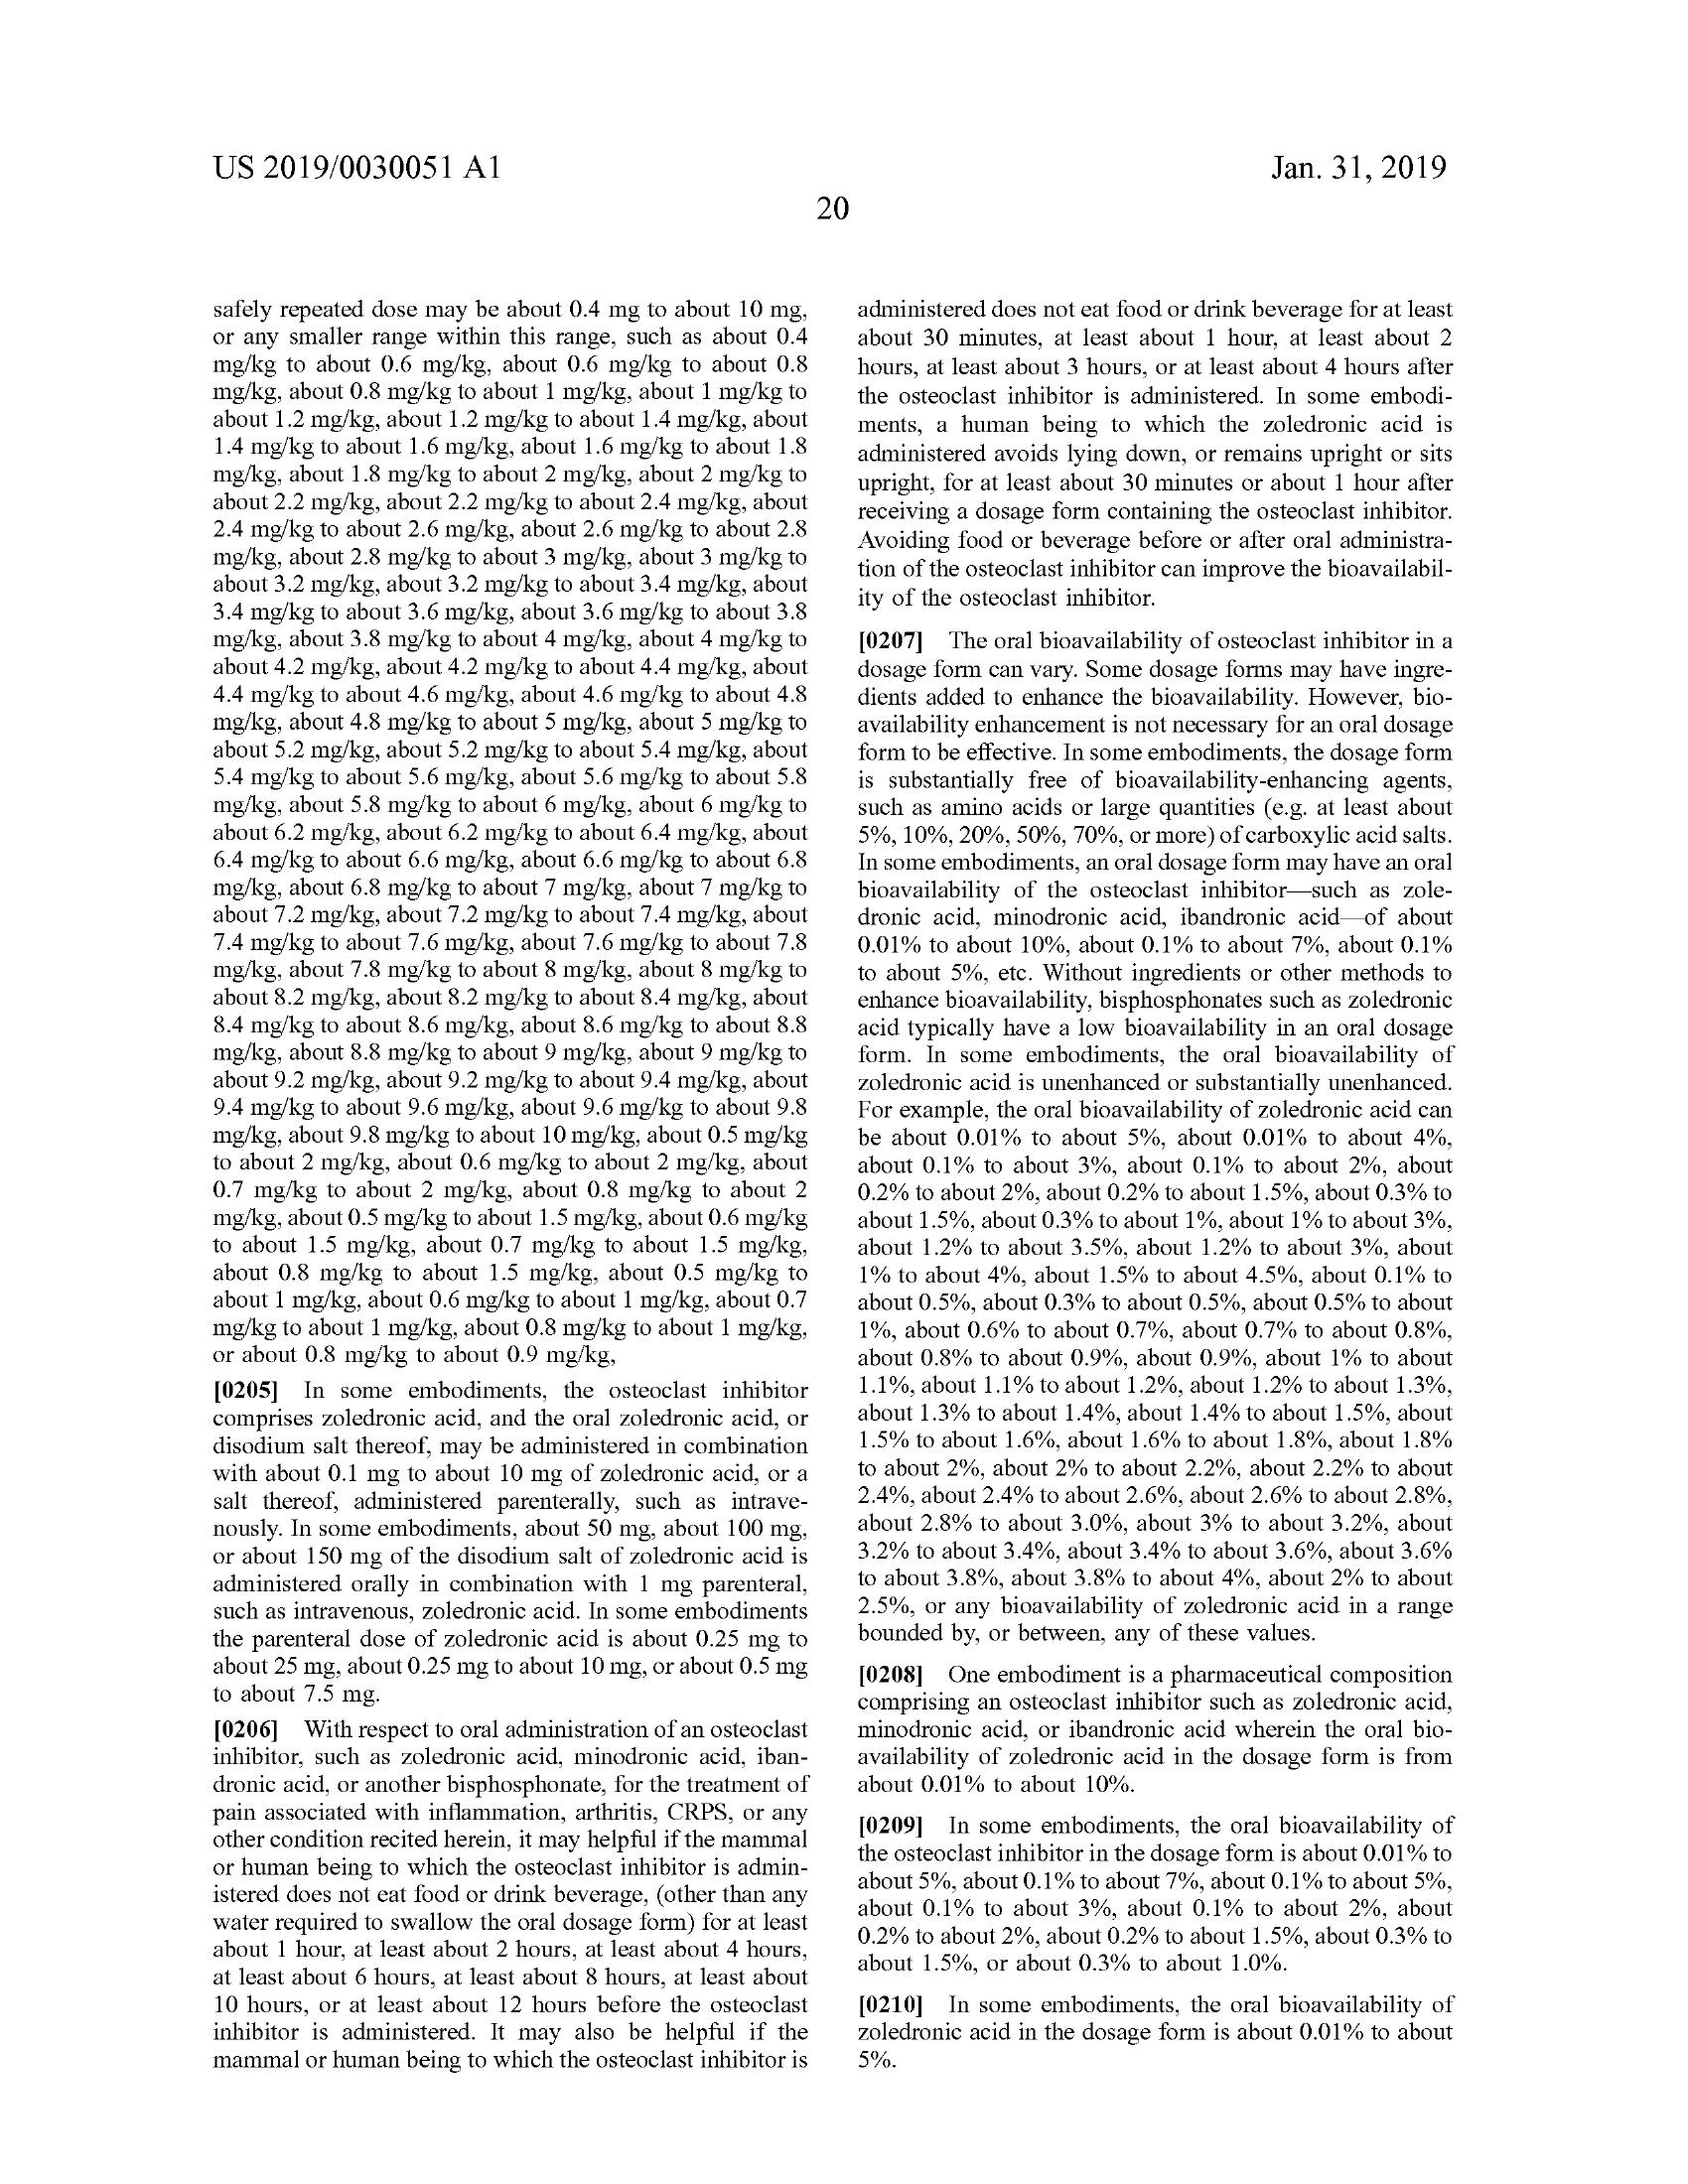 US 2019/0030051 A1
Jan. 31, 2019
20
safely repeated dose may be about 0.4 mg to about 10 mg,
or any smaller range within this range, such as about 0.4
mg/kg to about 0.6 mg/kg, about 0.6 mg/kg to about 0.8
mg/kg, about 0.8 mg/kg to about 1 mg/kg, about 1 mg/kg to
about 1.2 mg/kg, about 1.2 mg/kg to about 1.4 mg/kg, about
1.4 mg/kg to about 1.6 mg/kg, about 1.6 mg/kg to about 1.8
mg/kg, about 1.8 mg/kg to about 2 mg/kg, about 2 mg/kg to
about 2.2 mg/kg, about 2.2 mg/kg to about 2.4 mg/kg, about
2.4 mg/kg to about 2.6 mg/kg, about 2.6 mg/kg to about 2.8
mg/kg, about 2.8 mg/kg to about 3 mg/kg, about 3 mg/kg to
about 3.2 mg/kg, about 3.2 mg/kg to about 3.4 mg/kg, about
3.4 mg/kg to about 3.6 mg/kg, about 3.6 mg/kg to about 3.8
mg/kg, about 3.8 mg/kg to about 4 mg/kg, about 4 mg/kg to
about 4.2 mg/kg, about 4.2 mg/kg to about 4.4 mg/kg, about
4.4 mg/kg to about 4.6 mg/kg, about 4.6 mg/kg to about 4.8
mg/kg, about 4.8 mg/kg to about 5 mg/kg, about 5 mg/kg to
about 5.2 mg/kg, about 5.2 mg/kg to about 5.4 mg/kg, about
5.4 mg/kg to about 5.6 mg/kg, about 5.6 mg/kg to about 5.8
mg/kg, about 5.8 mg/kg to about 6 mg/kg, about 6 mg/kg to
about 6.2 mg/kg, about 6.2 mg/kg to about 6.4 mg/kg, about
6.4 mg/kg to about 6.6 mg/kg, about 6.6 mg/kg to about 6.8
mg/kg, about 6.8 mg/kg to about 7 mg/kg, about 7 mg/kg to
about 7.2 mg/kg, about 7.2 mg/kg to about 7.4 mg/kg, about
7.4 mg/kg to about 7.6 mg/kg, about 7.6 mg/kg to about 7.8
mg/kg, about 7.8 mg/kg to about 8 mg/kg, about 8 mg/kg to
about 8.2 mg/kg, about 8.2 mg/kg to about 8.4 mg/kg, about
8.4 mg/kg to about 8.6 mg/kg, about 8.6 mg/kg to about 8.8
mg/kg, about 8.8 mg/kg to about 9 mg/kg, about 9 mg/kg to
about 9.2 mg/kg, about 9.2 mg/kg to about 9.4 mg/kg, about
9.4 mg/kg to about 9.6 mg/kg, about 9.6 mg/kg to about 9.8
mg/kg, about 9.8 mg/kg to about 10 mg/kg, about 0.5 mg/kg
to about 2 mg/kg, about 0.6 mg/kg to about 2 mg/kg, about
0.7 mg/kg to about 2 mg/kg, about 0.8 mg/kg to about 2
mg/kg, about 0.5 mg/kg to about 1.5 mg/kg, about 0.6 mg/kg
to about 1.5 mg/kg, about 0.7 mg/kg to about 1.5 mg/kg,
about 0.8 mg/kg to about 1.5 mg/kg, about 0.5 mg/kg to
about 1 mg/kg, about 0.6 mg/kg to about 1 mg/kg, about 0.7
mg/kg to about 1 mg/kg, about 0.8 mg/kg to about 1 mg/kg,
or about 0.8 mg/kg to about 0.9 mg/kg,
[0205] In some embodiments, the osteoclast inhibitor
comprises zoledronic acid, and the oral zoledronic acid, or
disodium salt thereof, may be administered in combination
with about 0.1 mg to about 10 mg of zoledronic acid, or a
salt thereof, administered parenterally, such as intrave-
nously. In some embodiments, about 50 mg, about 100 mg,
or about 150 mg of the disodium salt of zoledronic acid is
administered orally in combination with 1 mg parenteral,
such as intravenous, zoledronic acid. In some embodiments
the parenteral dose of zoledronic acid is about 0.25 mg to
about 25 mg, about 0.25 mg to about 10 mg, or about 0.5 mg
to about 7.5 mg.
[0206] With respect to oral administration of an osteoclast
inhibitor, such as zoledronic acid, minodronic acid, iban-
dronic acid, or another bisphosphonate, for the treatment of
pain associated with inflammation, arthritis, CRPS, or any
other condition recited herein, it may helpful if the mammal
or human being to which the osteoclast inhibitor is admin-
istered does not eat food or drink beverage, (other than any
water required to swallow the oral dosage form) for at least
about 1 hour, at least about 2 hours, at least about 4 hours,
at least about 6 hours, at least about 8 hours, at least about
10 hours, or at least about 12 hours before the osteoclast
inhibitor is administered. It may also be helpful if the
mammal or human being to which the osteoclast inhibitor is
administered does not eat food or drink beverage for at least
about 30 minutes, at least about 1 hour, at least about 2
hours, at least about 3 hours, or at least about 4 hours after
the osteoclast inhibitor is administered. In some embodi-
ments, a human being to which the zoledronic acid is
administered avoids lying down, or remains upright or sits
upright, for at least about 30 minutes or about 1 hour after
receiving a dosage form containing the osteoclast inhibitor.
Avoiding food or beverage before or after oral administra-
tion of the osteoclast inhibitor can improve the bioavailabil-
ity of the osteoclast inhibitor.
[0207] The oral bioavailability of osteoclast inhibitor in a
dosage form can vary. Some dosage forms may have ingre-
dients added to enhance the bioavailability. However, bio-
availability enhancement is not necessary for an oral dosage
form to be effective. In some embodiments, the dosage form
is substantially free of bioavailability-enhancing agents,
such as amino acids or large quantities (e.g. at least about
5%, 10%, 20%, 50%, 70%, or more) of carboxylic acid salts.
In some embodiments, an oral dosage form may have an oral
bioavailability of the osteoclast inhibitor—such as zole-
dronic acid, minodronic acid, ibandronic acid—of about
0.01% to about 10%, about 0.1% to about 7%, about 0.1%
to about 5%, etc. Without ingredients or other methods to
enhance bioavailability, bisphosphonates such as zoledronic
acid typically have a low bioavailability in an oral dosage
form. In some embodiments, the oral bioavailability of
zoledronic acid is unenhanced or substantially unenhanced.
For example, the oral bioavailability of zoledronic acid can
be about 0.01% to about 5%, about 0.01% to about 4%,
about 0.1% to about 3%, about 0.1% to about 2%, about
0.2% to about 2%, about 0.2% to about 1.5%, about 0.3% to
about 1.5%, about 0.3% to about 1%, about 1% to about 3%,
about 1.2% to about 3.5%, about 1.2% to about 3%, about
1% to about 4%, about 1.5% to about 4.5%, about 0.1% to
about 0.5%, about 0.3% to about 0.5%, about 0.5% to about
1%, about 0.6% to about 0.7%, about 0.7% to about 0.8%,
about 0.8% to about 0.9%, about 0.9%, about 1% to about
1.1%, about 1.1% to about 1.2%, about 1.2% to about 1.3%,
about 1.3% to about 1.4%, about 1.4% to about 1.5%, about
1.5% to about 1.6%, about 1.6% to about 1.8%, about 1.8%
to about 2%, about 2% to about 2.2%, about 2.2% to about
2.4%, about 2.4% to about 2.6%, about 2.6% to about 2.8%,
about 2.8% to about 3.0%, about 3% to about 3.2%, about
3.2% to about 3.4%, about 3.4% to about 3.6%, about 3.6%
to about 3.8%, about 3.8% to about 4%, about 2% to about
2.5%, or any bioavailability of zoledronic acid in a range
bounded by, or between, any of these values.
[0208] One embodiment is a pharmaceutical composition
comprising an osteoclast inhibitor such as zoledronic acid,
minodronic acid, or ibandronic acid wherein the oral bio-
availability of zoledronic acid in the dosage form is from
about 0.01% to about 10%.
[0209] In some embodiments, the oral bioavailability of
the osteoclast inhibitor in the dosage form is about 0.01% to
about 5%, about 0.1% to about 7%, about 0.1% to about 5%,
about 0.1% to about 3%, about 0.1% to about 2%, about
0.2% to about 2%, about 0.2% to about 1.5%, about 0.3% to
about 1.5%, or about 0.3% to about 1.0%.
[0210] In some embodiments, the oral bioavailability of
zoledronic acid in the dosage form is about 0.01% to about
5%.